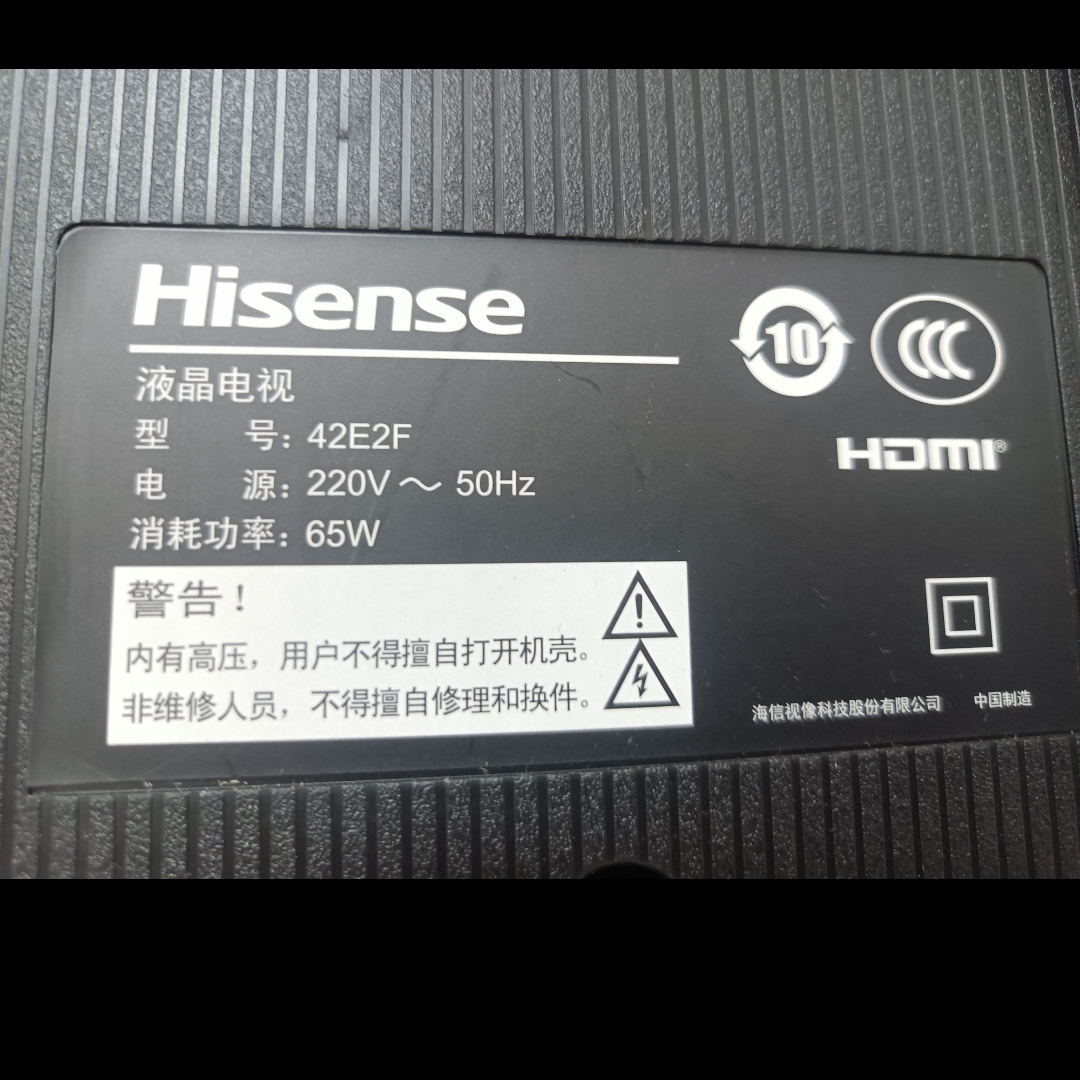 Hisense
液晶电视
型 号：42E2F
电 源：220V～ 50Hz
消耗功率：65W
警告！
内有高压，用户不得擅自打开机壳。
非维修人员，不得擅自修理和换件。
10
CCC
HDMI®
海信视像科技股份有限公司 中国制造